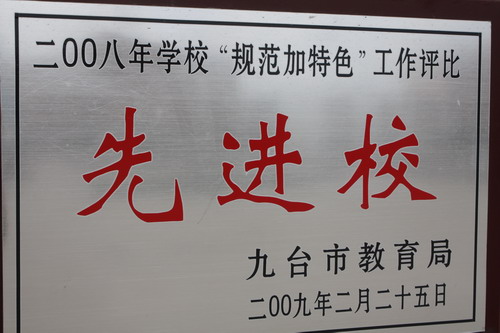 二00八年学校“规范加特色”工作评比
先进校
九台市教育局
二00九年二月二十五日